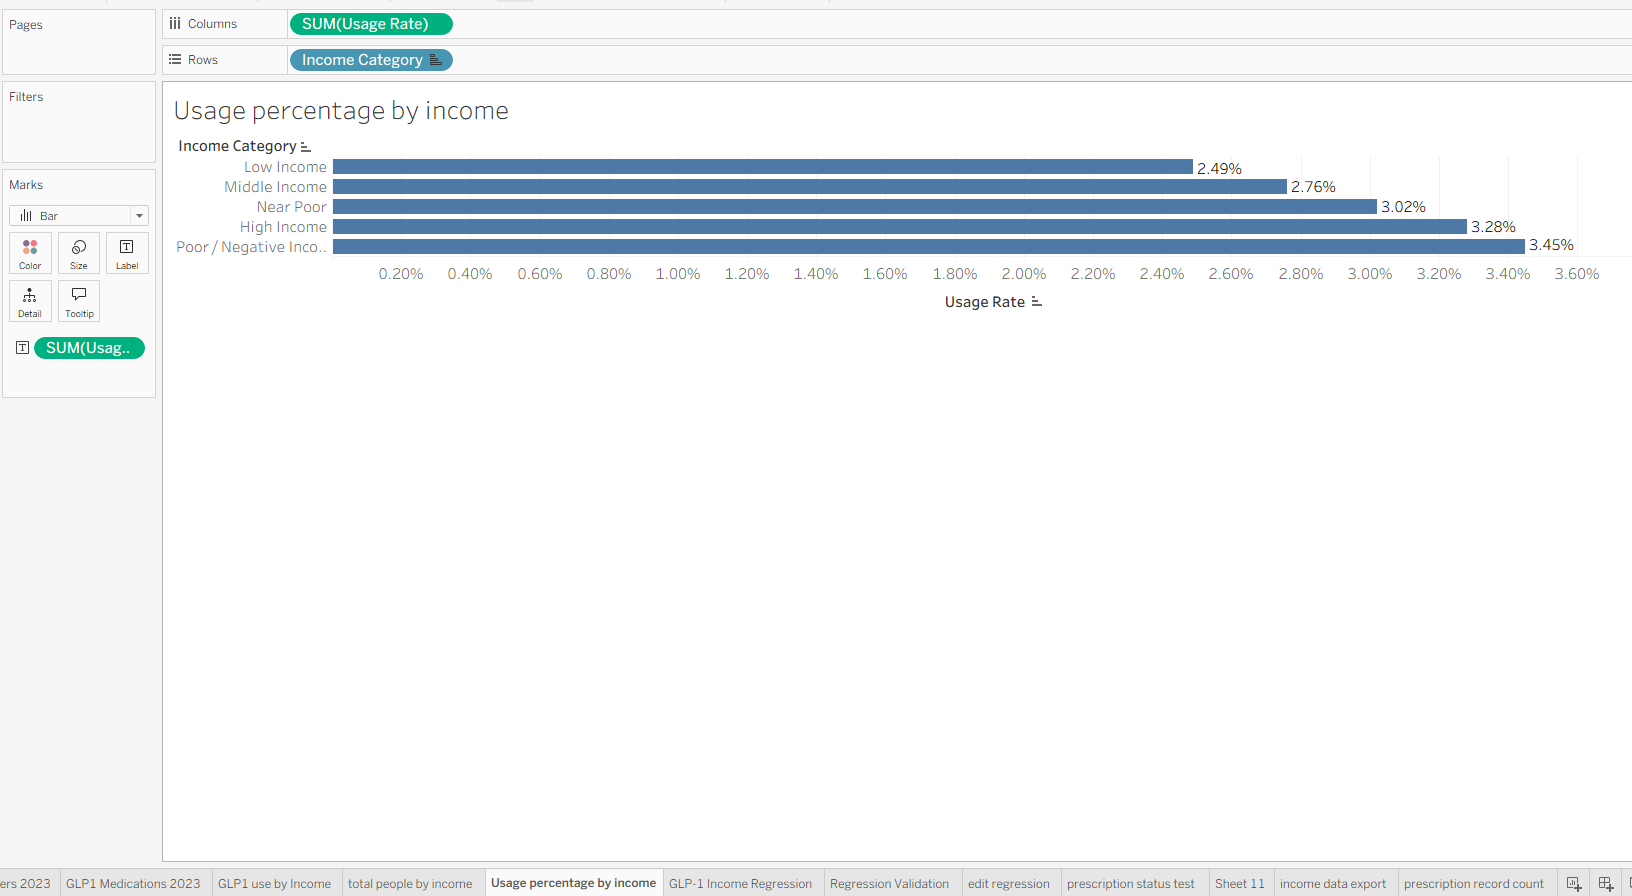 Pages
Columns
SUM(Usage Rate)
Rows
Income Category
Filters
Marks
Bar
Color
Size
Label
Detail
Tooltip
SUM(Usag..
Usage percentage by income
Income Category
Low Income
2.49%
Middle Income
2.76%
Near Poor
3.02%
High Income
3.28%
Poor / Negative Inco..
3.45%
0.20% 0.40% 0.60% 0.80% 1.00% 1.20% 1.40% 1.60% 1.80% 2.00% 2.20% 2.40% 2.60% 2.80% 3.00% 3.20% 3.40% 3.60%
Usage Rate
ers 2023 GLP1 Medications 2023 GLP1 use by Income total people by income Usage percentage by income GLP-1 Income Regression Regression Validation edit regression prescription status test Sheet 11 income data export prescription record count